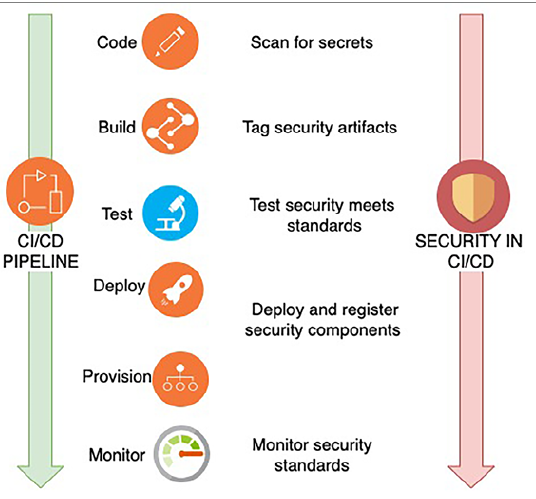 Code
Scan for secrets
Build
Tag security artifacts
Test
Test security meets
standards
CI/CD
PIPELINE
SECURITY IN
CI/CD
Deploy
Deploy and register
security components
Provision
Monitor
Monitor security
standards